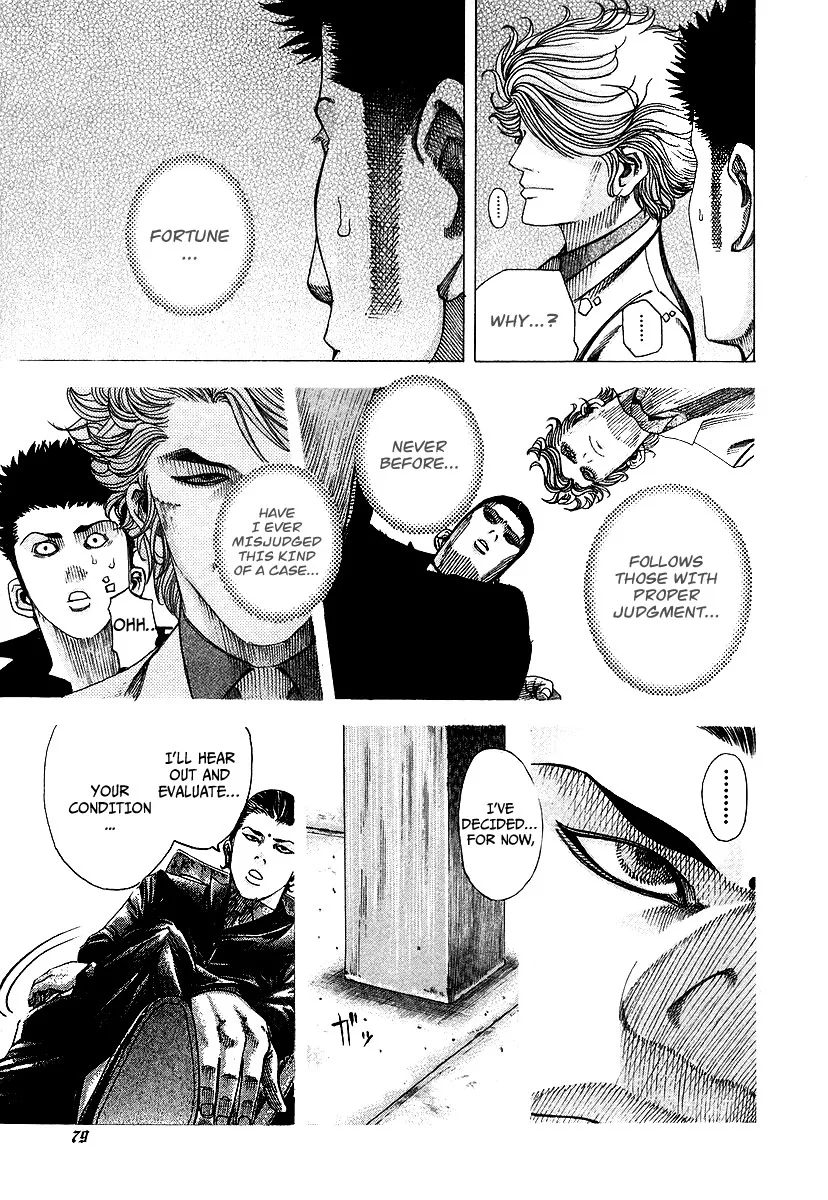 ………
WHY...?
………
FORTUNE
...
FOLLOWS
THOSE WITH
PROPER
JUDGMENT...
NEVER
BEFORE...
HAVE
I EVER
MISJUDGED
THIS KIND
OF A CASE...
OHH...
………
I'VE
DECIDED...
FOR NOW,
ガッ
I'LL HEAR
OUT AND
EVALUATE...
YOUR
CONDITION
...
79